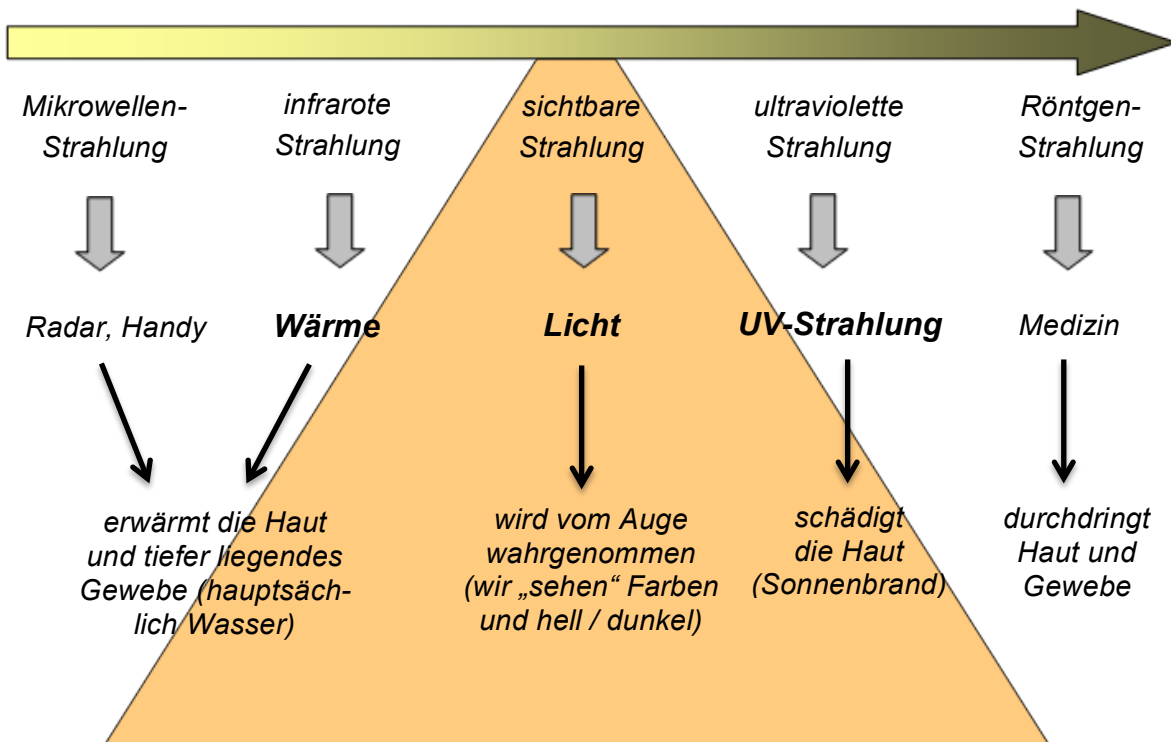 Mikrowellen-
Strahlung
infrarote
Strahlung
sichtbare
Strahlung
ultraviolette
Strahlung
Röntgen-
Strahlung
Radar, Handy
Wärme
Licht
UV-Strahlung
Medizin
erwärmt die Haut
und tiefer liegendes
Gewebe (hauptsäch-
lich Wasser)
wird vom Auge
wahrgenommen
(wir „sehen“ Farben
und hell / dunkel)
schädigt
die Haut
(Sonnenbrand)
durchdringt
Haut und
Gewebe